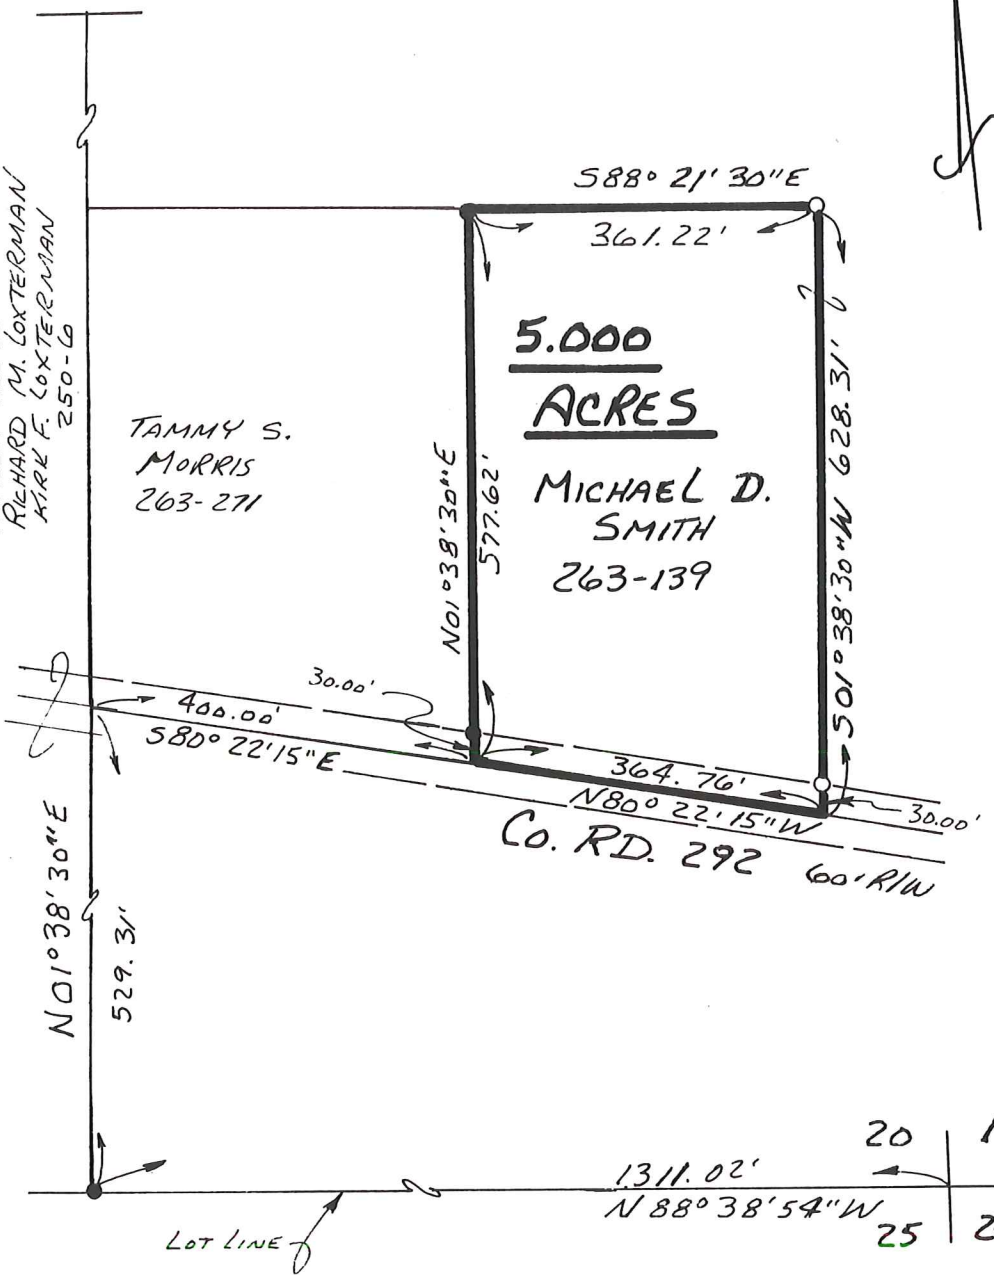 S88° 21' 30"E
361.22'
RICHARD M. LOXTERMAN
KIRK F. LOXTERMAN
250-6
5.000
ACRES
TAMMY S.
MORRIS
263-271
MICHAEL D.
SMITH
263-139
N01°38'30"E
577.62'
S01°38'30"W 628.31'
30.00'
400.00'
S80° 22'15"E
364.76'
N80° 22'15"W
30.00'
CO. RD. 292
60' R/W
N01°38'30"E
529.31'
20
1311.02'
N88°38'54"W
25
LOT LINE